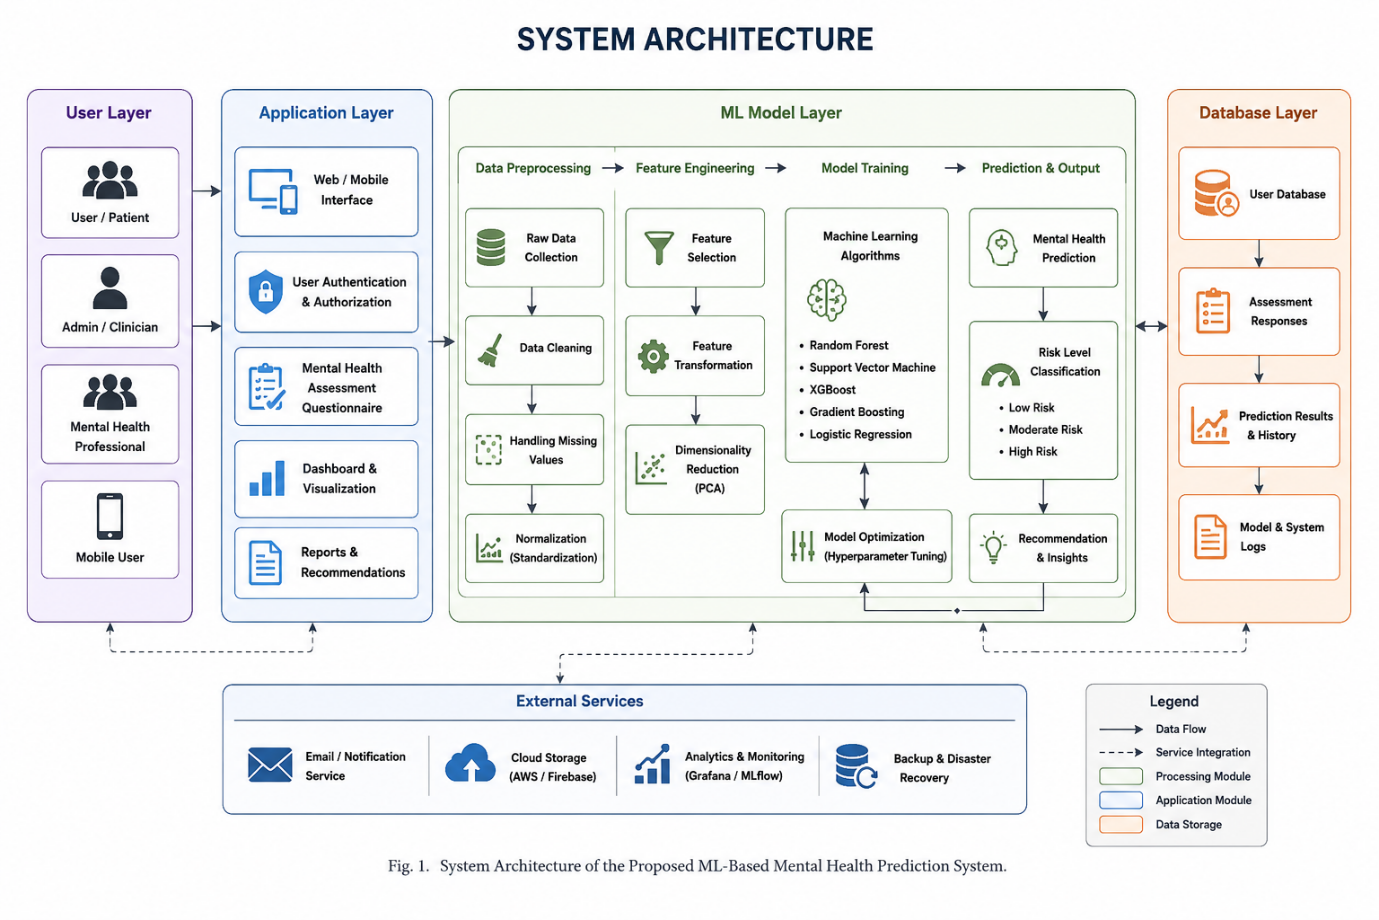 SYSTEM ARCHITECTURE
User Layer
User / Patient
Admin / Clinician
Mental Health
Professional
Mobile User
Application Layer
Web / Mobile
Interface
User Authentication
& Authorization
Mental Health
Assessment
Questionnaire
Dashboard &
Visualization
Reports &
Recommendations
ML Model Layer
Data Preprocessing
Feature Engineering
Model Training
Prediction & Output
Raw Data
Collection
Data Cleaning
Handling Missing
Values
Normalization
(Standardization)
Feature
Selection
Feature
Transformation
Dimensionality
Reduction
(PCA)
Machine Learning
Algorithms
• Random Forest
• Support Vector Machine
• XGBoost
• Gradient Boosting
• Logistic Regression
Model Optimization
(Hyperparameter Tuning)
Mental Health
Prediction
Risk Level
Classification
• Low Risk
• Moderate Risk
• High Risk
Recommendation
& Insights
Database Layer
User Database
Assessment
Responses
Prediction Results
& History
Model & System
Logs
External Services
Email / Notification
Service
Cloud Storage
(AWS / Firebase)
Analytics & Monitoring
(Grafana / MLflow)
Backup & Disaster
Recovery
Legend
Data Flow
Service Integration
Processing Module
Application Module
Data Storage
Fig. 1. System Architecture of the Proposed ML-Based Mental Health Prediction System.